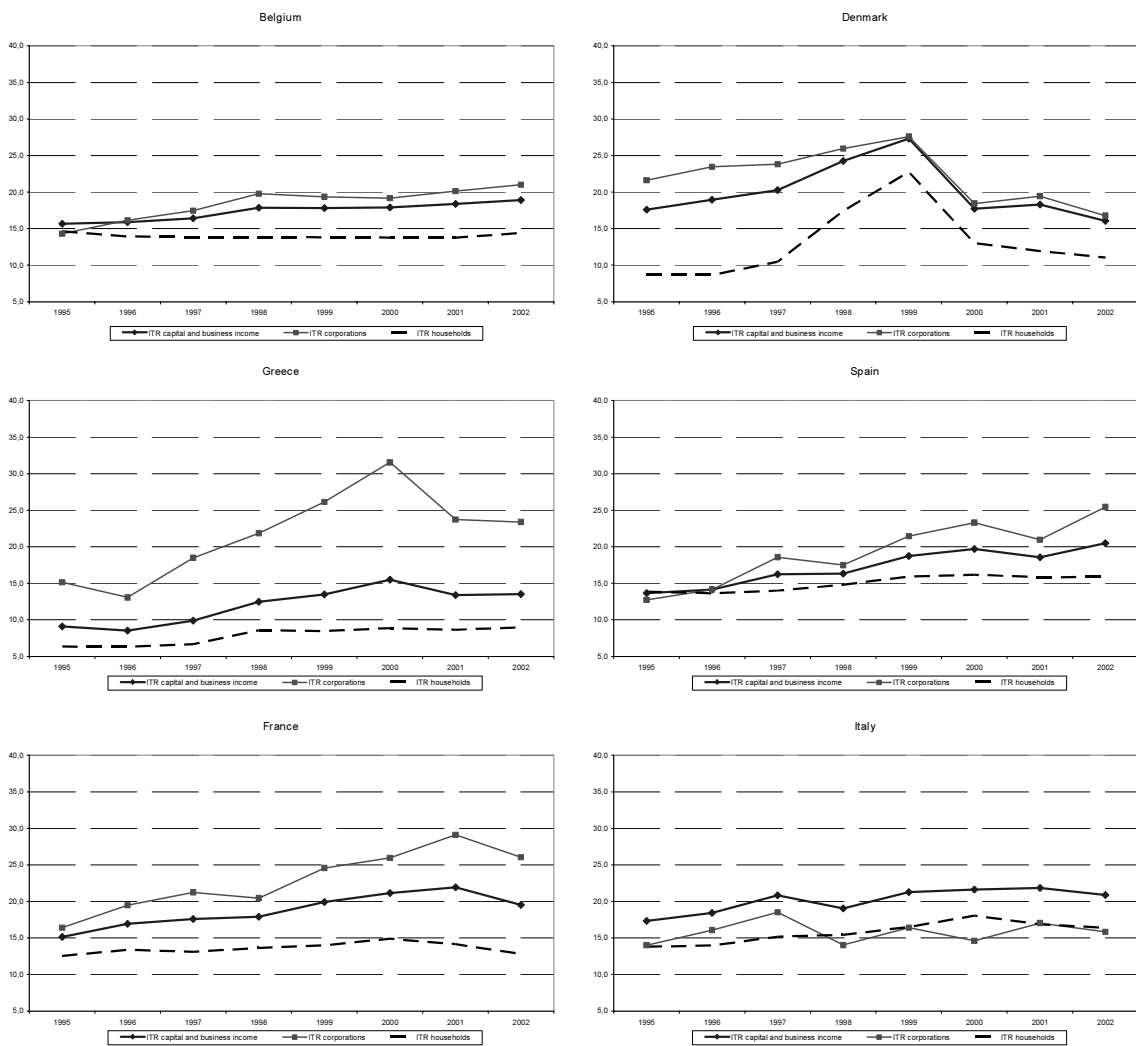 Belgium
40,0
35,0
30,0
25,0
20,0
15,0
10,0
5,0
1995 1996 1997 1998 1999 2000 2001 2002
ITR capital and business income ITR corporations ITR households
Denmark
40,0
35,0
30,0
25,0
20,0
15,0
10,0
5,0
1995 1996 1997 1998 1999 2000 2001 2002
ITR capital and business income ITR corporations ITR households
Greece
40,0
35,0
30,0
25,0
20,0
15,0
10,0
5,0
1995 1996 1997 1998 1999 2000 2001 2002
ITR capital and business income ITR corporations ITR households
Spain
40,0
35,0
30,0
25,0
20,0
15,0
10,0
5,0
1995 1996 1997 1998 1999 2000 2001 2002
ITR capital and business income ITR corporations ITR households
France
40,0
35,0
30,0
25,0
20,0
15,0
10,0
5,0
1995 1996 1997 1998 1999 2000 2001 2002
ITR capital and business income ITR corporations ITR households
Italy
40,0
35,0
30,0
25,0
20,0
15,0
10,0
5,0
1995 1996 1997 1998 1999 2000 2001 2002
ITR capital and business income ITR corporations ITR households